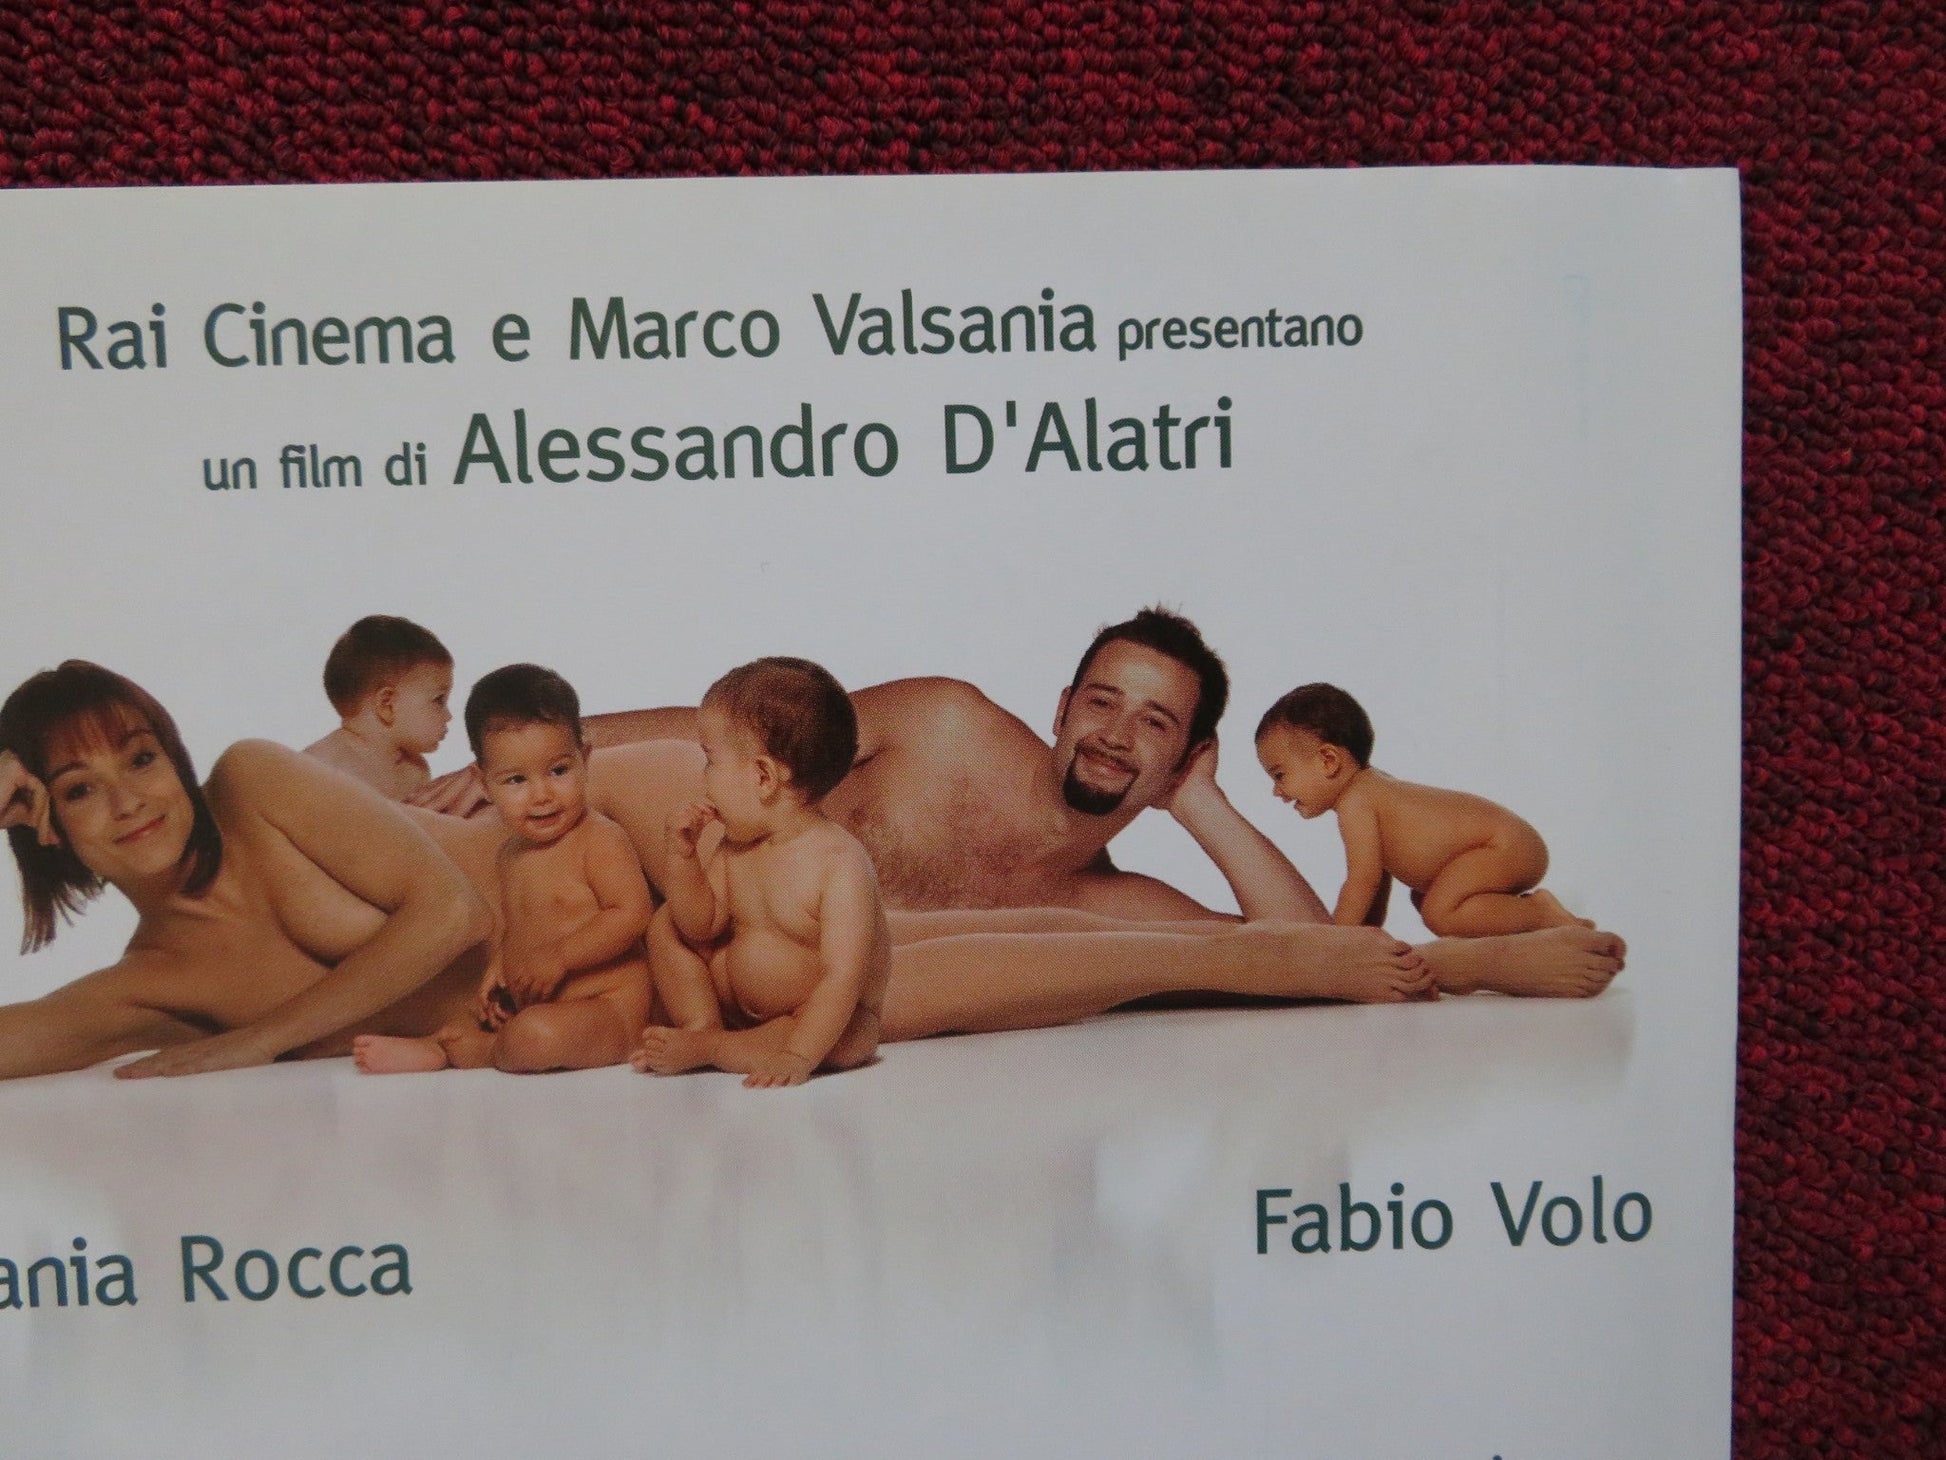 Rai Cinema e Marco Valsania presentano
un film di Alessandro D'Alatri
Fabio Volo
ania Rocca